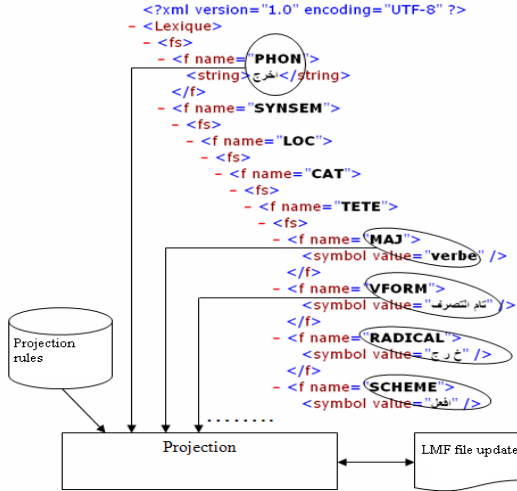 <?xml version="1.0" encoding="UTF-8" ?>
- <Lexique>
- <fs>
- <f name="PHON">
<string>اخرج</string>
</f>
- <f name="SYNSEM">
- <fs>
- <f name="LOC">
- <fs>
- <f name="CAT">
- <fs>
- <f name="TETE">
- <fs>
- <f name="MAJ">
<symbol value="verbe" />
</f>
- <f name="VFORM">
<symbol value="تام التصرف" />
</f>
- <f name="RADICAL">
<symbol value="خ ر ج" />
</f>
- <f name="SCHEME">
<symbol value="افعل" />
........
Projection
rules
Projection
LMF file update